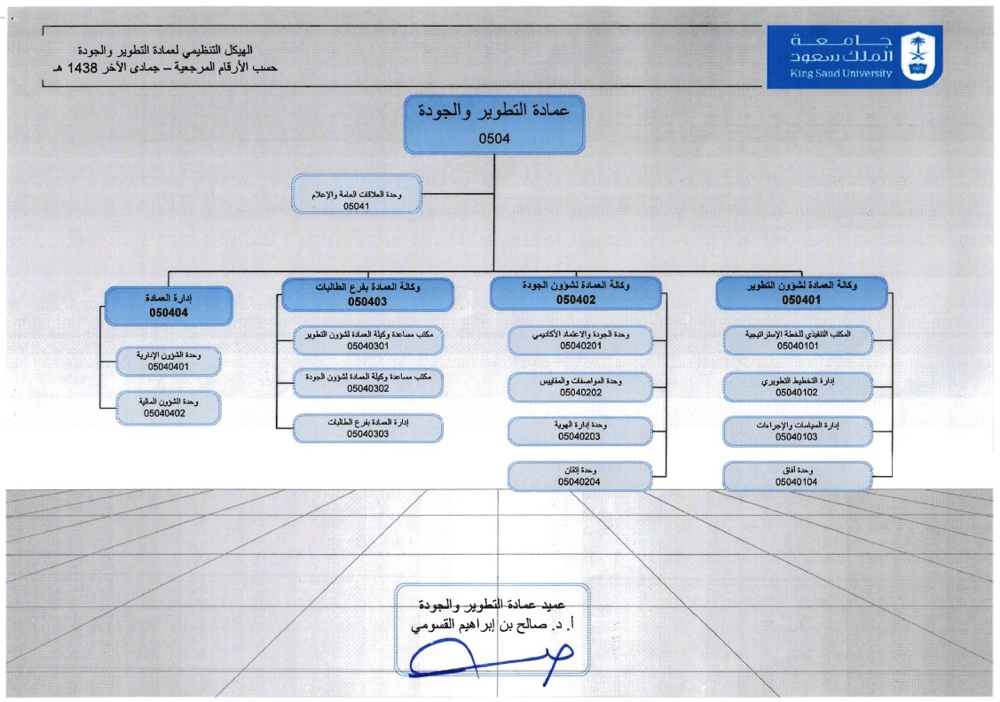 جامعة
الملك سعود
King Saud University
الهيكل التنظيمي لعمادة التطوير والجودة
حسب الأرقام المرجعية – جمادى الآخر 1438 هـ
عمادة التطوير والجودة
0504
وحدة العلاقات العامة والإعلام
05041
وكالة العمادة لشؤون التطوير
050401
المكتب التنفيذي للخطة الإستراتيجية
05040101
إدارة التخطيط التطويري
05040102
إدارة السياسات والإجراءات
05040103
وحدة آفاق
05040104
وكالة العمادة لشؤون الجودة
050402
وحدة الجودة والاعتماد الأكاديمي
05040201
وحدة المواصفات والمقاييس
05040202
وحدة إدارة الهوية
05040203
وحدة إتقان
05040204
وكالة العمادة بفرع الطالبات
050403
مكتب مساعدة وكيلة العمادة لشؤون التطوير
05040301
مكتب مساعدة وكيلة العمادة لشؤون الجودة
05040302
إدارة العمادة بفرع الطالبات
05040303
إدارة العمادة
050404
وحدة الشؤون الإدارية
05040401
وحدة الشؤون المالية
05040402
عميد عمادة التطوير والجودة
أ. د. صالح بن إبراهيم القسومي